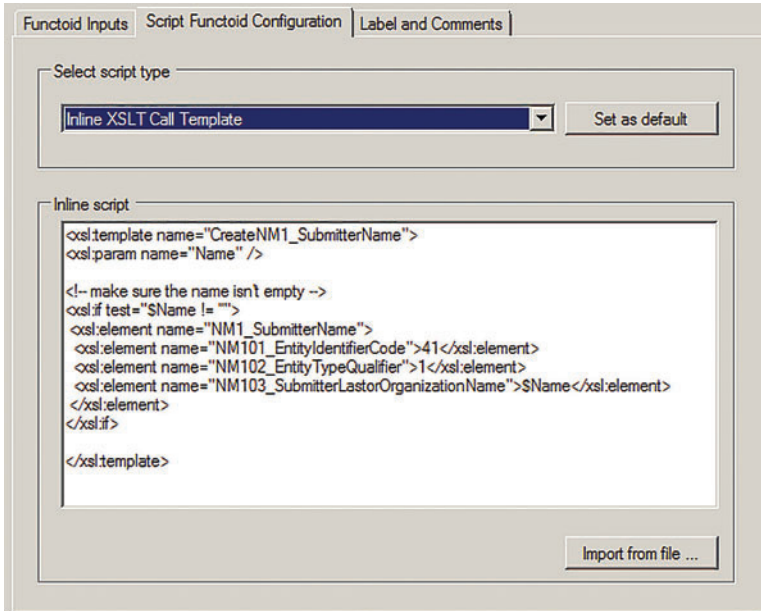 Functoid Inputs Script Functoid Configuration Label and Comments
Select script type
Inline XSLT Call Template Set as default
Inline script
<xsl:template name="CreateNM1_SubmitterName">
<xsl:param name="Name" />
<!-- make sure the name isn't empty -->
<xsl:if test="$Name != ''">
<xsl:element name="NM1_SubmitterName">
<xsl:element name="NM101_EntityIdentifierCode">41</xsl:element>
<xsl:element name="NM102_EntityTypeQualifier">1</xsl:element>
<xsl:element name="NM103_SubmitterLastorOrganizationName">$Name</xsl:element>
</xsl:element>
</xsl:if>
</xsl:template>
Import from file ...